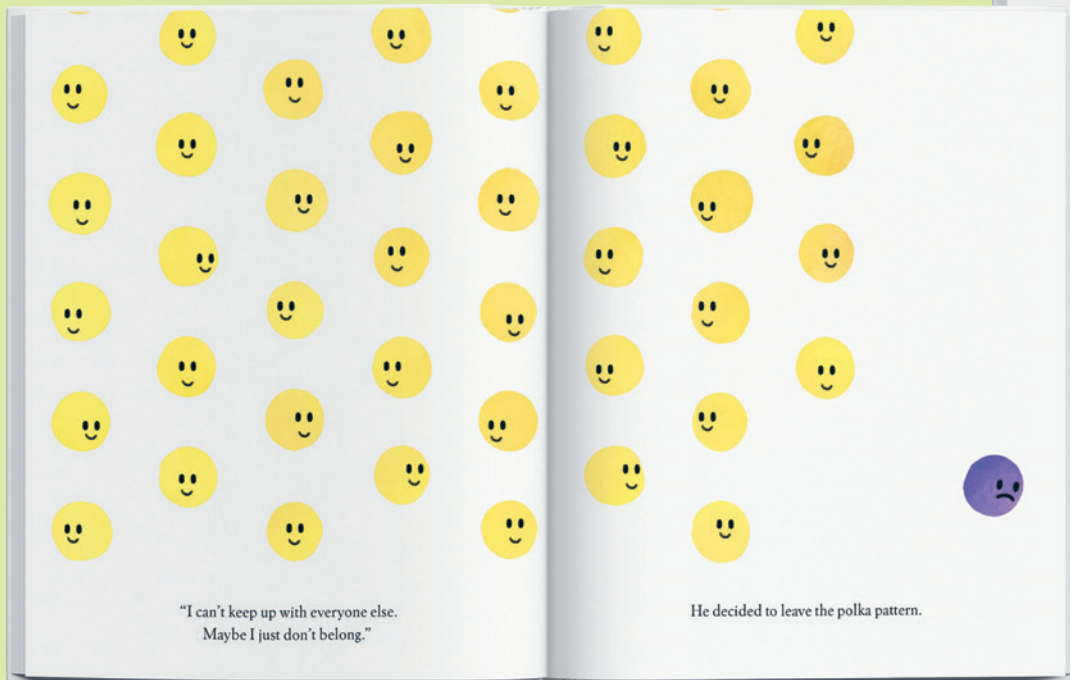 “I can’t keep up with everyone else.
Maybe I just don’t belong.”
He decided to leave the polka pattern.